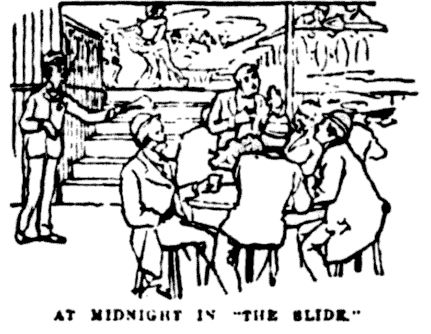 AT MIDNIGHT IN "THE SLIDE."